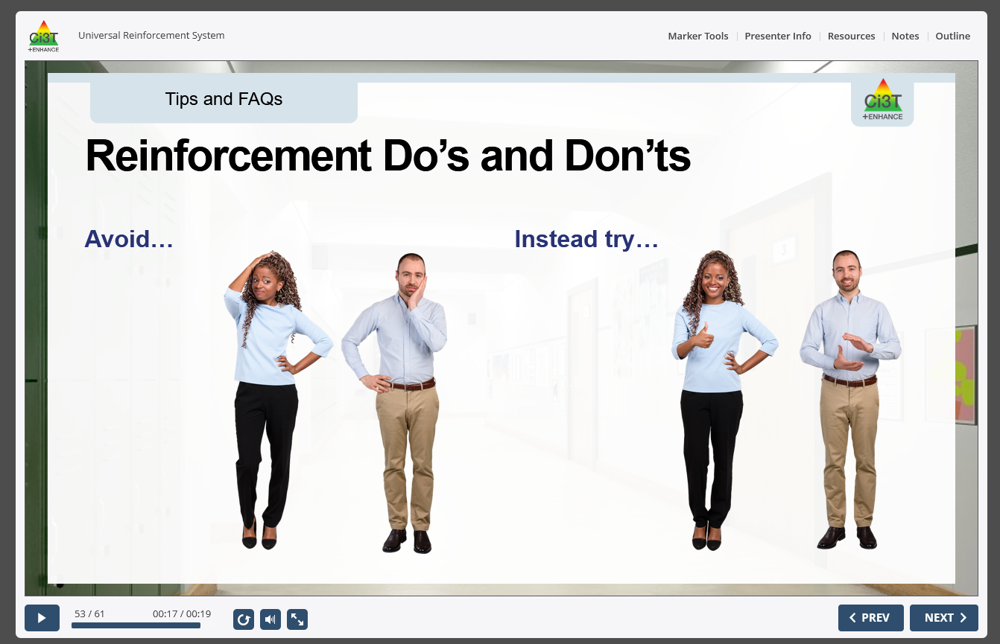 Ci3T
+ENHANCE
Universal Reinforcement System
Marker Tools
Presenter Info
Resources
Notes
Outline
Tips and FAQs
Ci3T
+ENHANCE
Reinforcement Do’s and Don’ts
Avoid…
Instead try…
3
53 / 61
00:17 / 00:19
PREV
NEXT